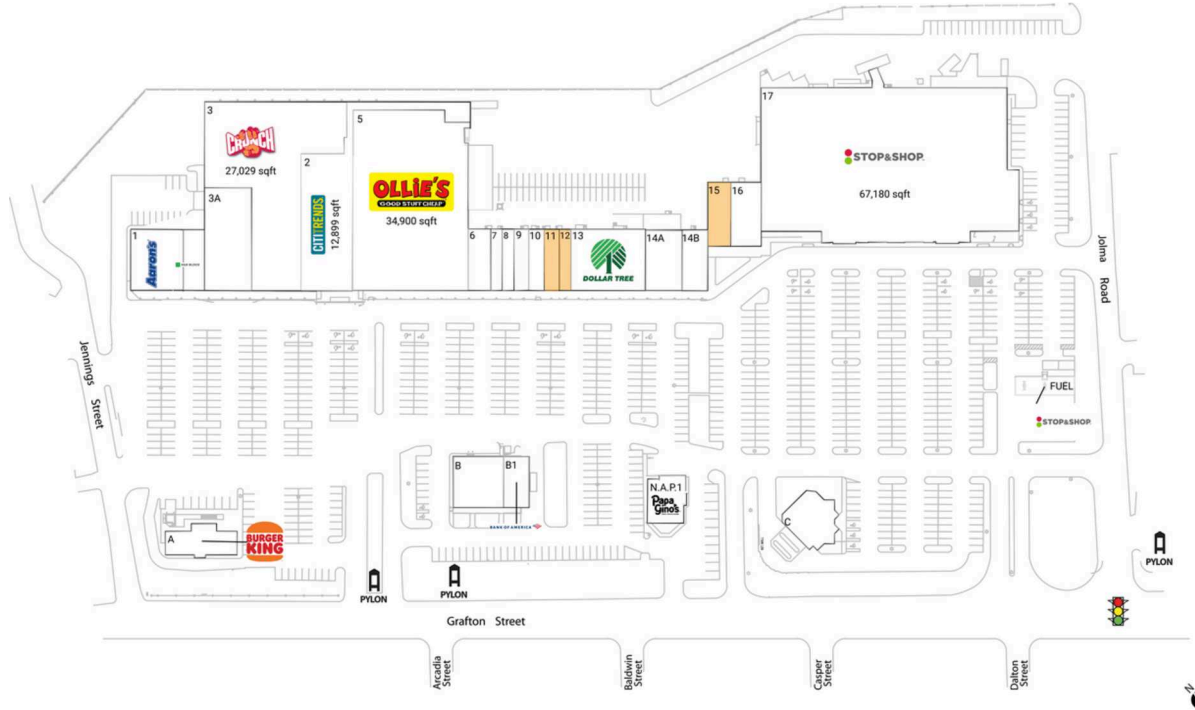 17
3
CRUNCH
27,029 sqft
5
2
STOP&SHOP.
67,180 sqft
OLLIE'S
GOOD STUFF CHEAP
34,900 sqft
CITITRENDS
12,899 sqft
3A
15
16
1
Aaron's
6
7
8
9
10
11
12
13
DOLLAR TREE
14A
14B
Jolma Road
Jennings Street
FUEL
STOP&SHOP.
B
B1
BANK OF AMERICA
N.A.P.1
Papa Gino's
C
A
BURGER KING
PYLON
PYLON
PYLON
Grafton Street
Arcadia Street
Baldwin Street
Casper Street
Dalton Street
N